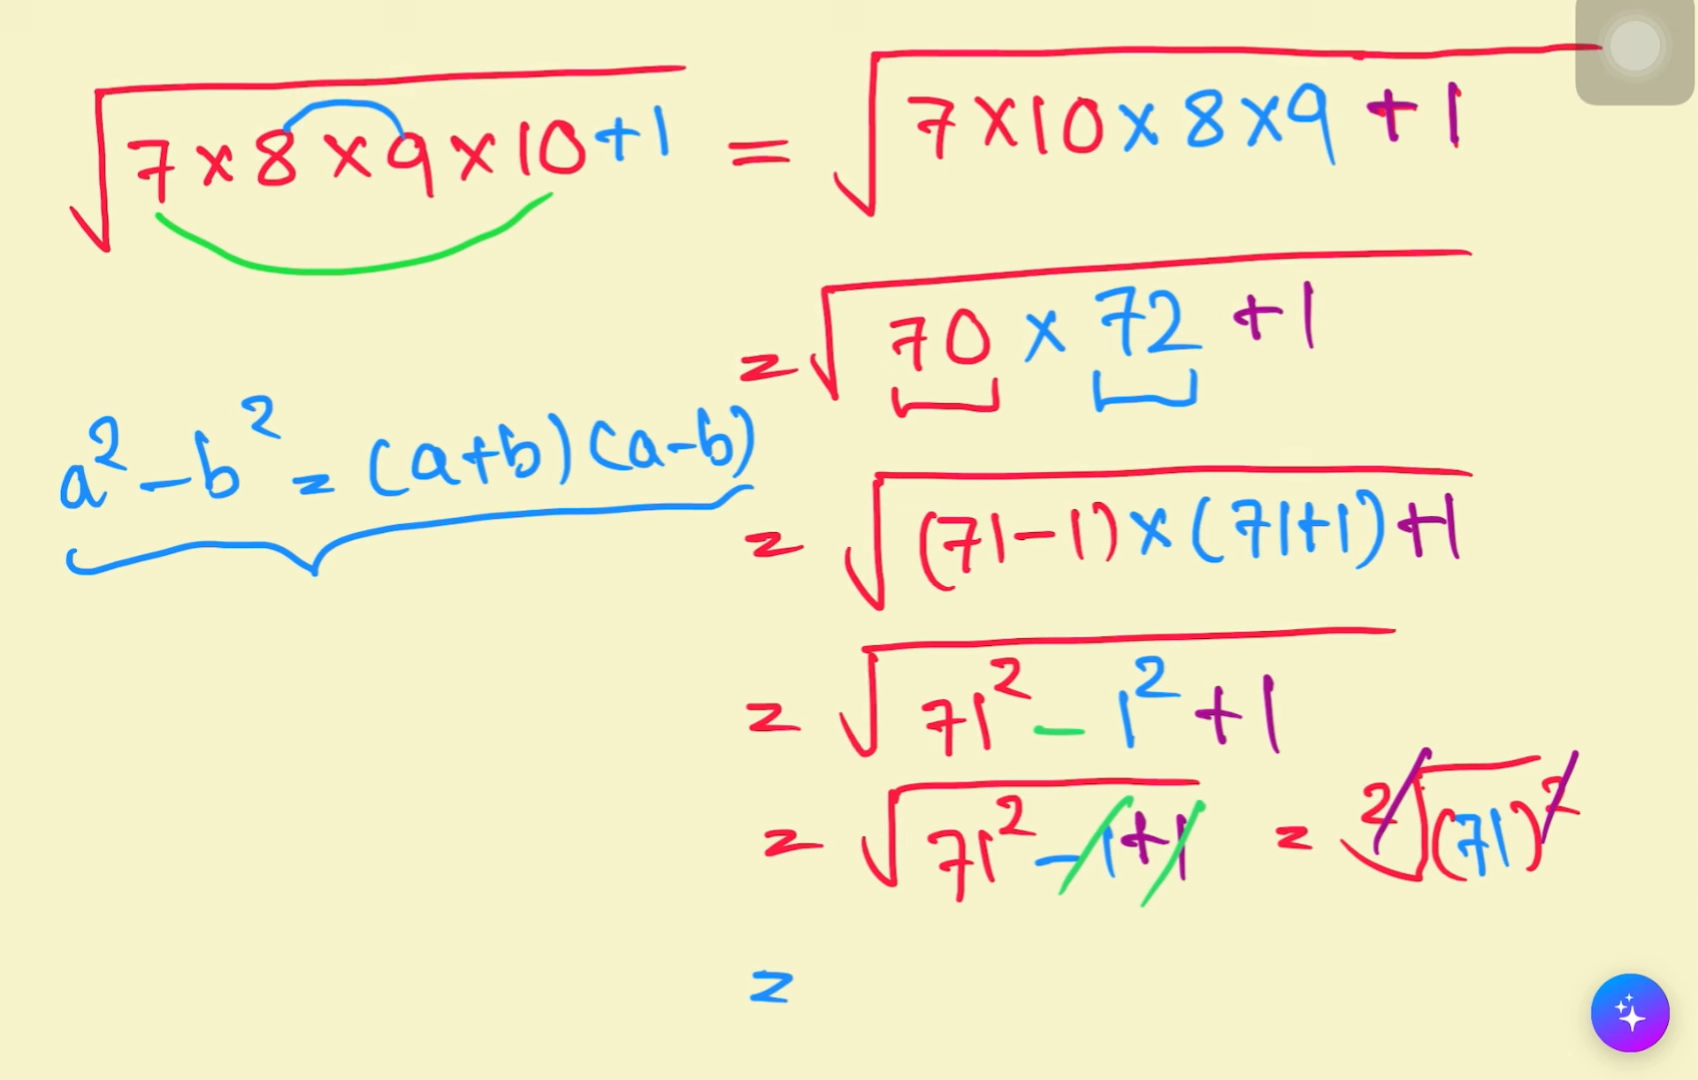 √(7×8×9×10+1) = √(7×10×8×9+1)
= √(70×72+1)
a²-b² = (a+b)(a-b)
= √((71-1)×(71+1)+1)
= √(71²-1²+1)
= √(71²-1+1) = ²√((71)²)
=